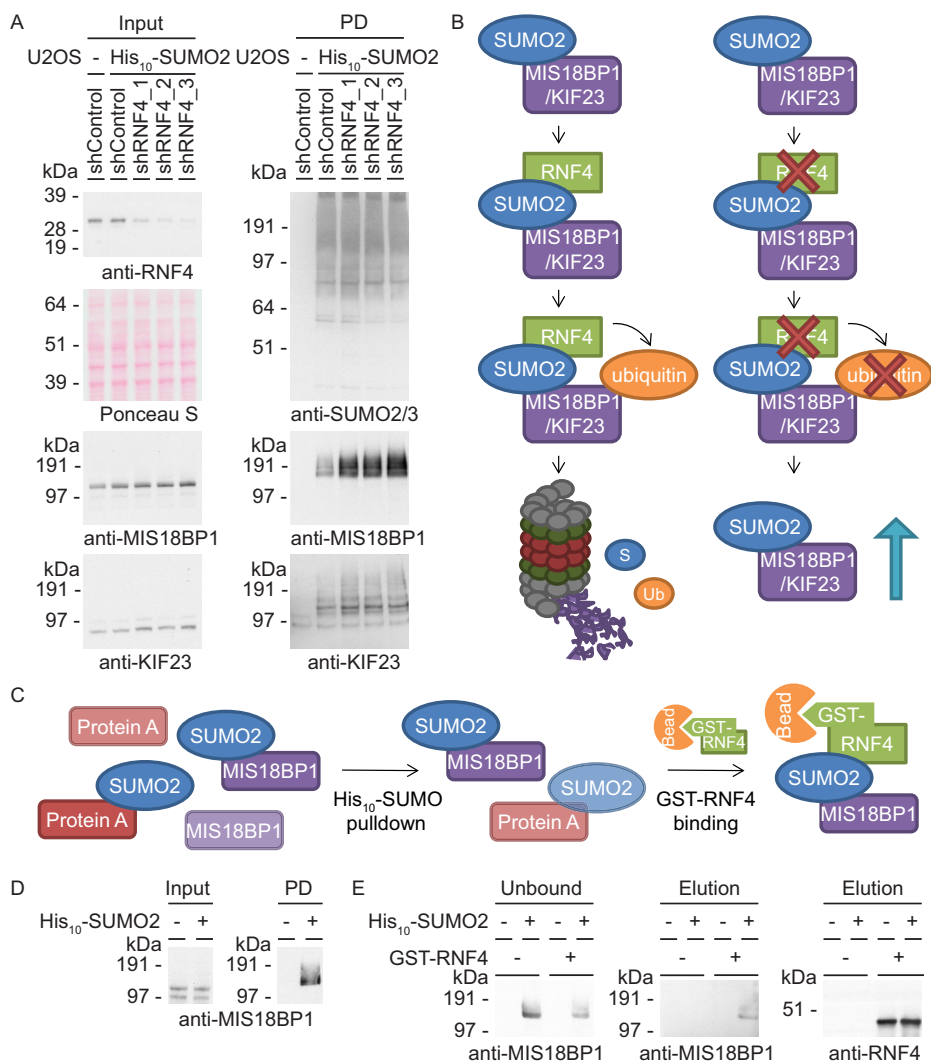 A
Input
PD
U2OS
-
His10-SUMO2
U2OS
-
His10-SUMO2
shControl
shControl
shRNF4_1
shRNF4_2
shRNF4_3
shControl
shControl
shRNF4_1
shRNF4_2
shRNF4_3
kDa
39 -
28 -
19 -
anti-RNF4
64 -
51 -
39 -
Ponceau S
kDa
191 -
97 -
anti-MIS18BP1
kDa
191 -
97 -
anti-KIF23
kDa
191 -
97 -
64 -
51 -
anti-SUMO2/3
kDa
191 -
97 -
anti-MIS18BP1
kDa
191 -
97 -
anti-KIF23
B
SUMO2
MIS18BP1
/KIF23
RNF4
SUMO2
MIS18BP1
/KIF23
RNF4
SUMO2
ubiquitin
MIS18BP1
/KIF23
S
Ub
SUMO2
MIS18BP1
/KIF23
RNF4
SUMO2
MIS18BP1
/KIF23
RNF4
SUMO2
ubiquitin
MIS18BP1
/KIF23
SUMO2
MIS18BP1
/KIF23
C
Protein A
SUMO2
MIS18BP1
SUMO2
Protein A
MIS18BP1
His10-SUMO
pulldown
SUMO2
MIS18BP1
SUMO2
Protein A
Bead
GST-
RNF4
GST-RNF4
binding
Bead
GST-
RNF4
SUMO2
MIS18BP1
D
Input
PD
His10-SUMO2
- +
- +
kDa
191 -
97 -
kDa
191 -
97 -
anti-MIS18BP1
E
Unbound
Elution
Elution
His10-SUMO2
- + - +
- + - +
- + - +
GST-RNF4
- +
- +
- +
kDa
191 -
97 -
anti-MIS18BP1
kDa
191 -
97 -
anti-MIS18BP1
kDa
51 -
anti-RNF4